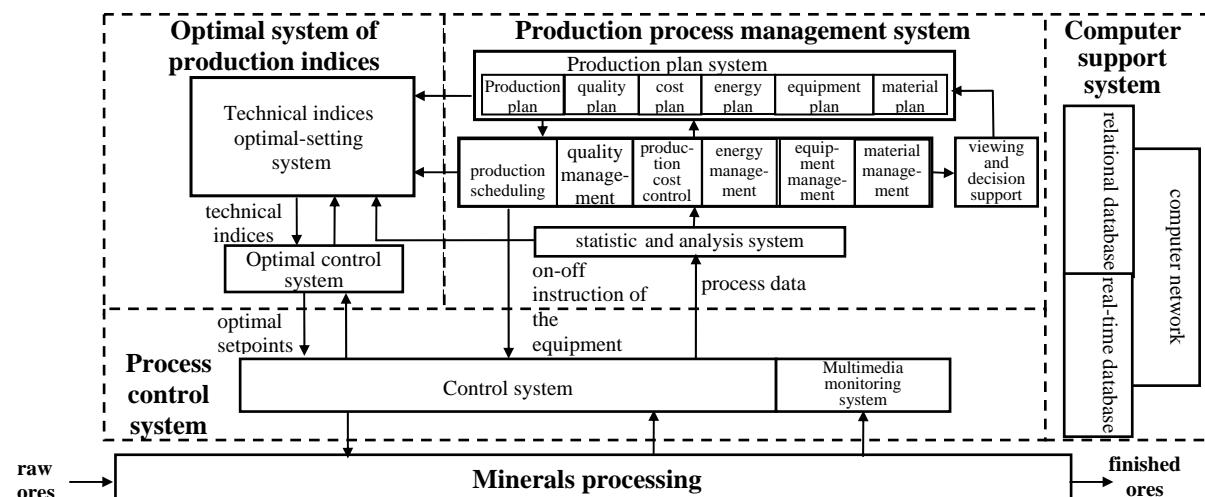 Optimal system of
production indices
Production process management system
Computer
support
system
Production plan system
Production
plan
quality
plan
cost
plan
energy
plan
equipment
plan
material
plan
Technical indices
optimal-setting
system
production
scheduling
quality
manage-
ment
produc-
tion
cost
control
energy
manage-
ment
equip-
ment
manage-
ment
material
manage-
ment
viewing
and
decision
support
relational database
real-time database
computer network
technical
indices
statistic and analysis system
Optimal control
system
on-off
instruction of
the
equipment
process data
optimal
setpoints
Process
control
system
Control system
Multimedia
monitoring
system
raw
ores
Minerals processing
finished
ores